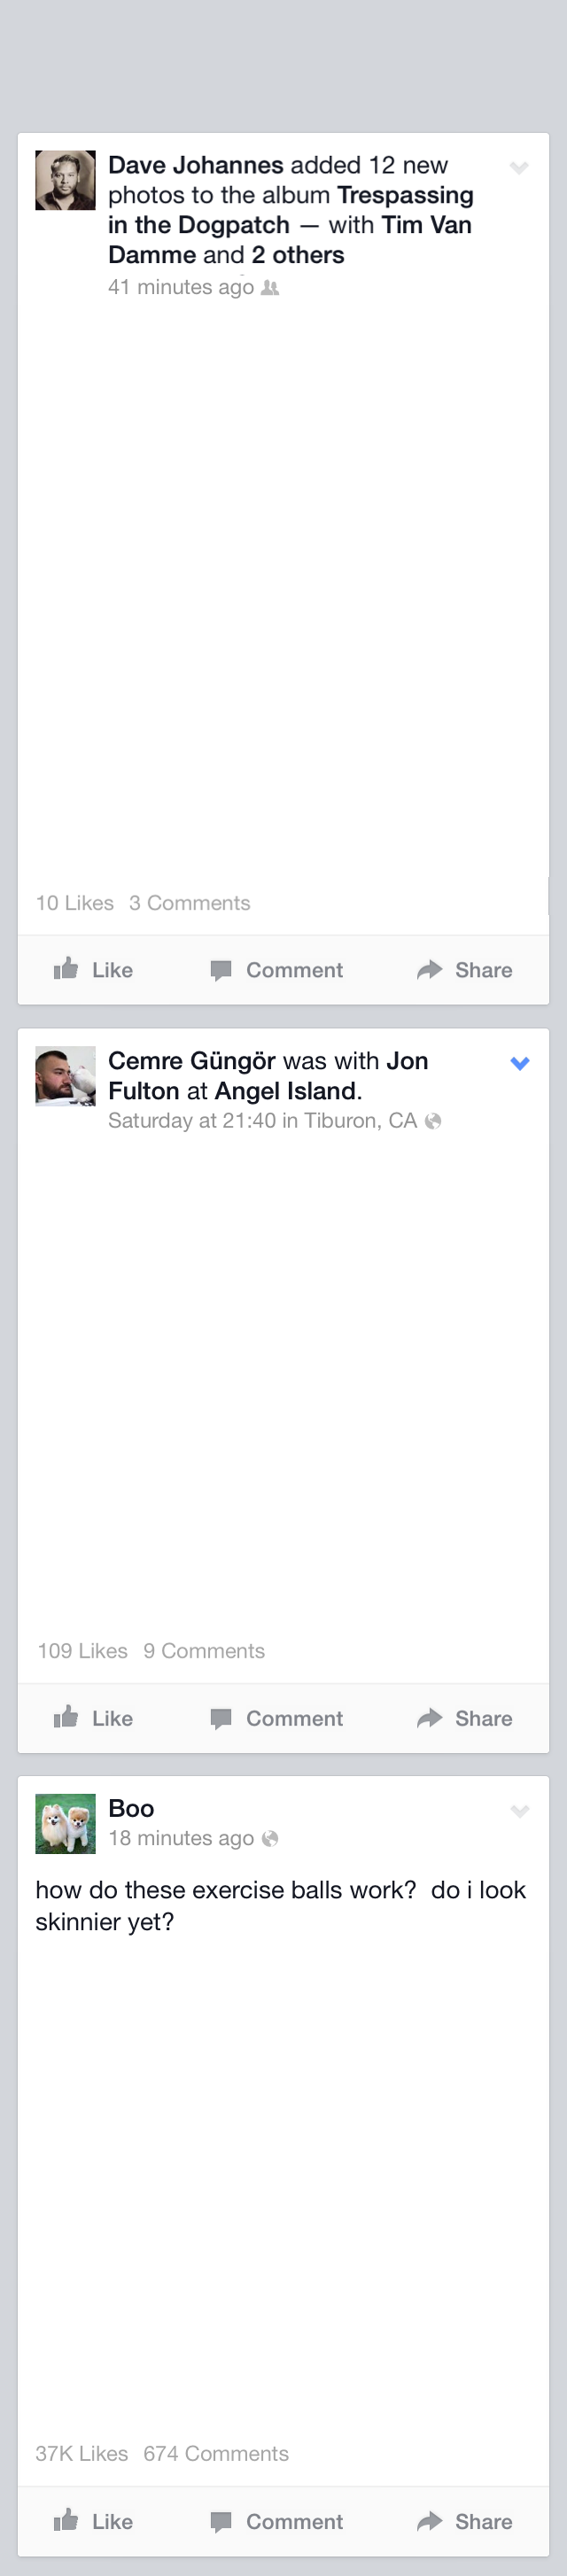 Dave Johannes added 12 new
photos to the album Trespassing
in the Dogpatch — with Tim Van
Damme and 2 others
41 minutes ago
10 Likes 3 Comments
Like Comment Share
Cemre Güngör was with Jon
Fulton at Angel Island.
Saturday at 21:40 in Tiburon, CA
109 Likes 9 Comments
Like Comment Share
Boo
18 minutes ago
how do these exercise balls work?  do i look
skinnier yet?
37K Likes 674 Comments
Like Comment Share